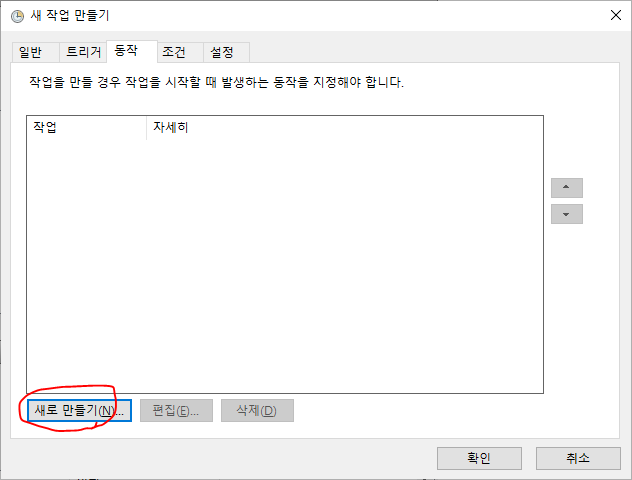 새 작업 만들기
일반 트리거 동작 조건 설정
작업을 만들 경우 작업을 시작할 때 발생하는 동작을 지정해야 합니다.
작업 자세히
새로 만들기(N)... 편집(E)... 삭제(D)
확인 취소